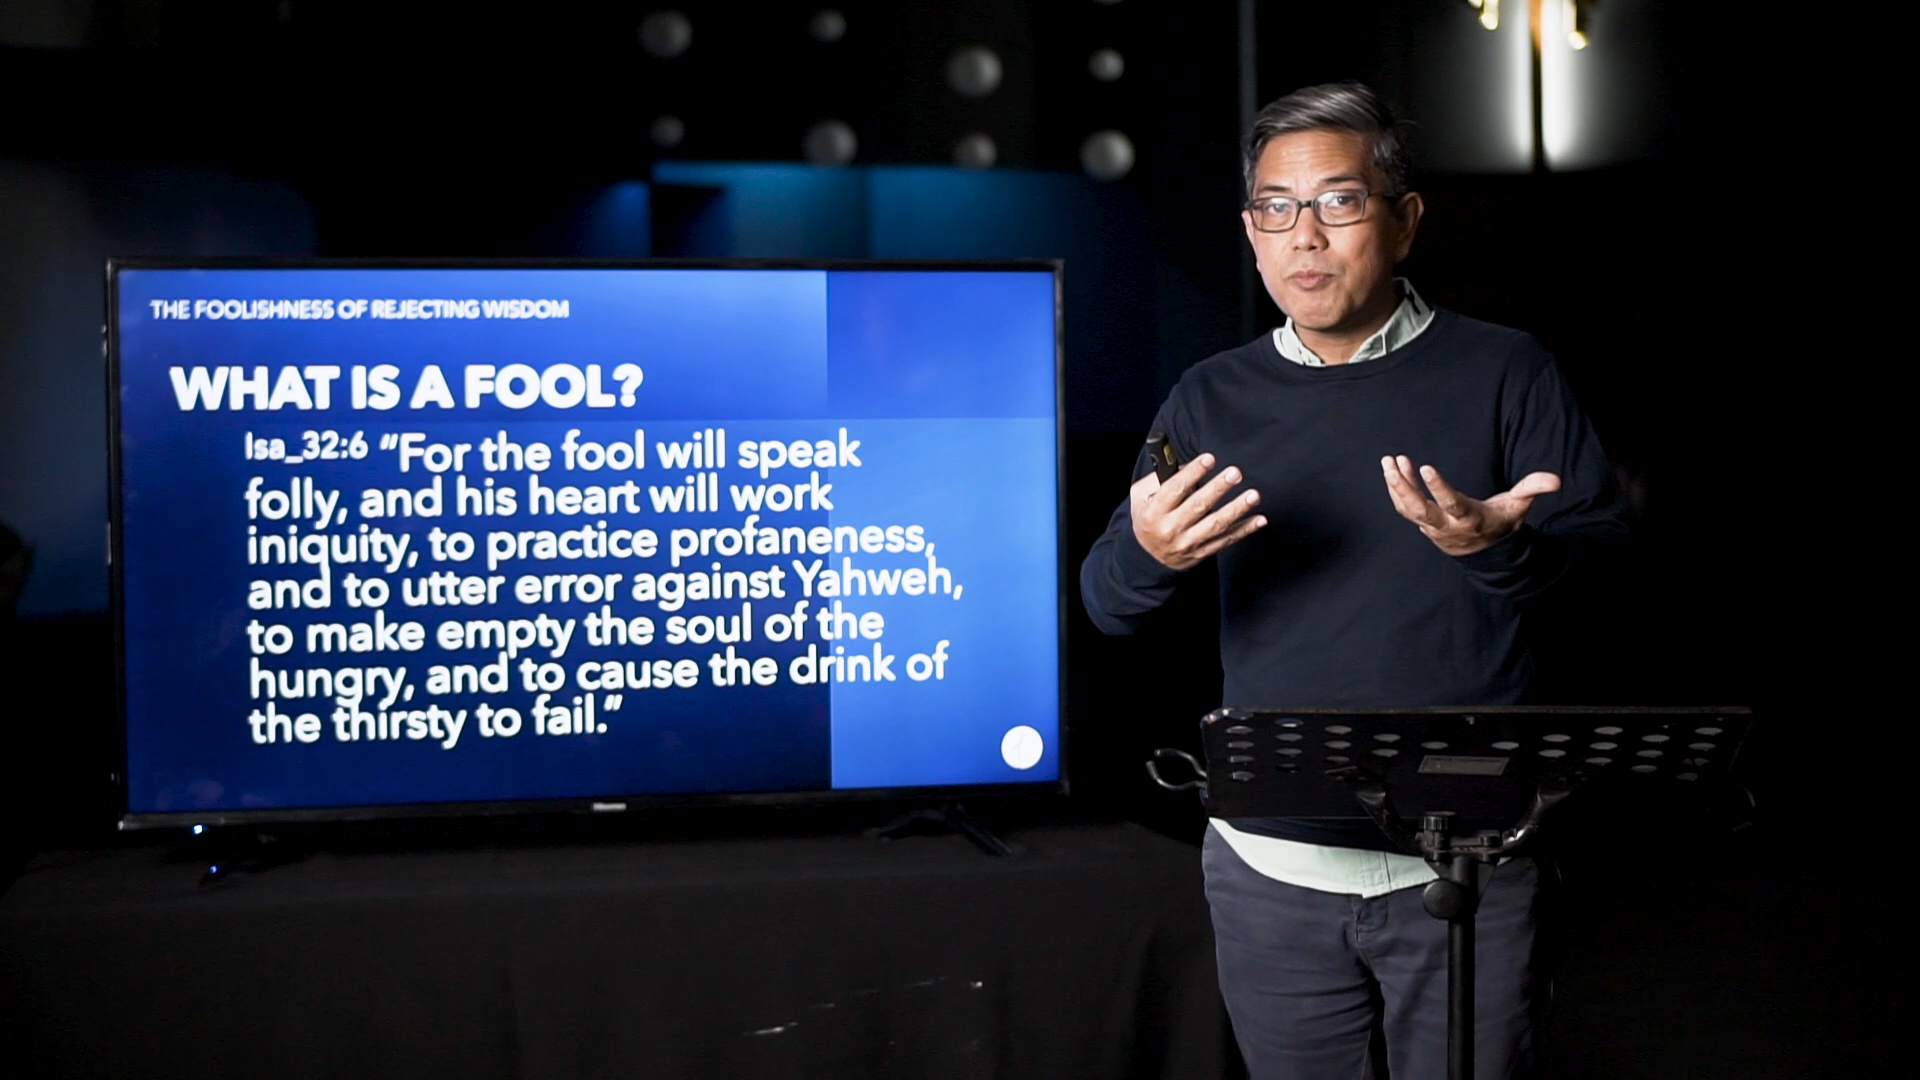 THE FOOLISHNESS OF REJECTING WISDOM
WHAT IS A FOOL?
Isa_32:6 “For the fool will speak
folly, and his heart will work
iniquity, to practice profaneness,
and to utter error against Yahweh,
to make empty the soul of the
hungry, and to cause the drink of
the thirsty to fail.”